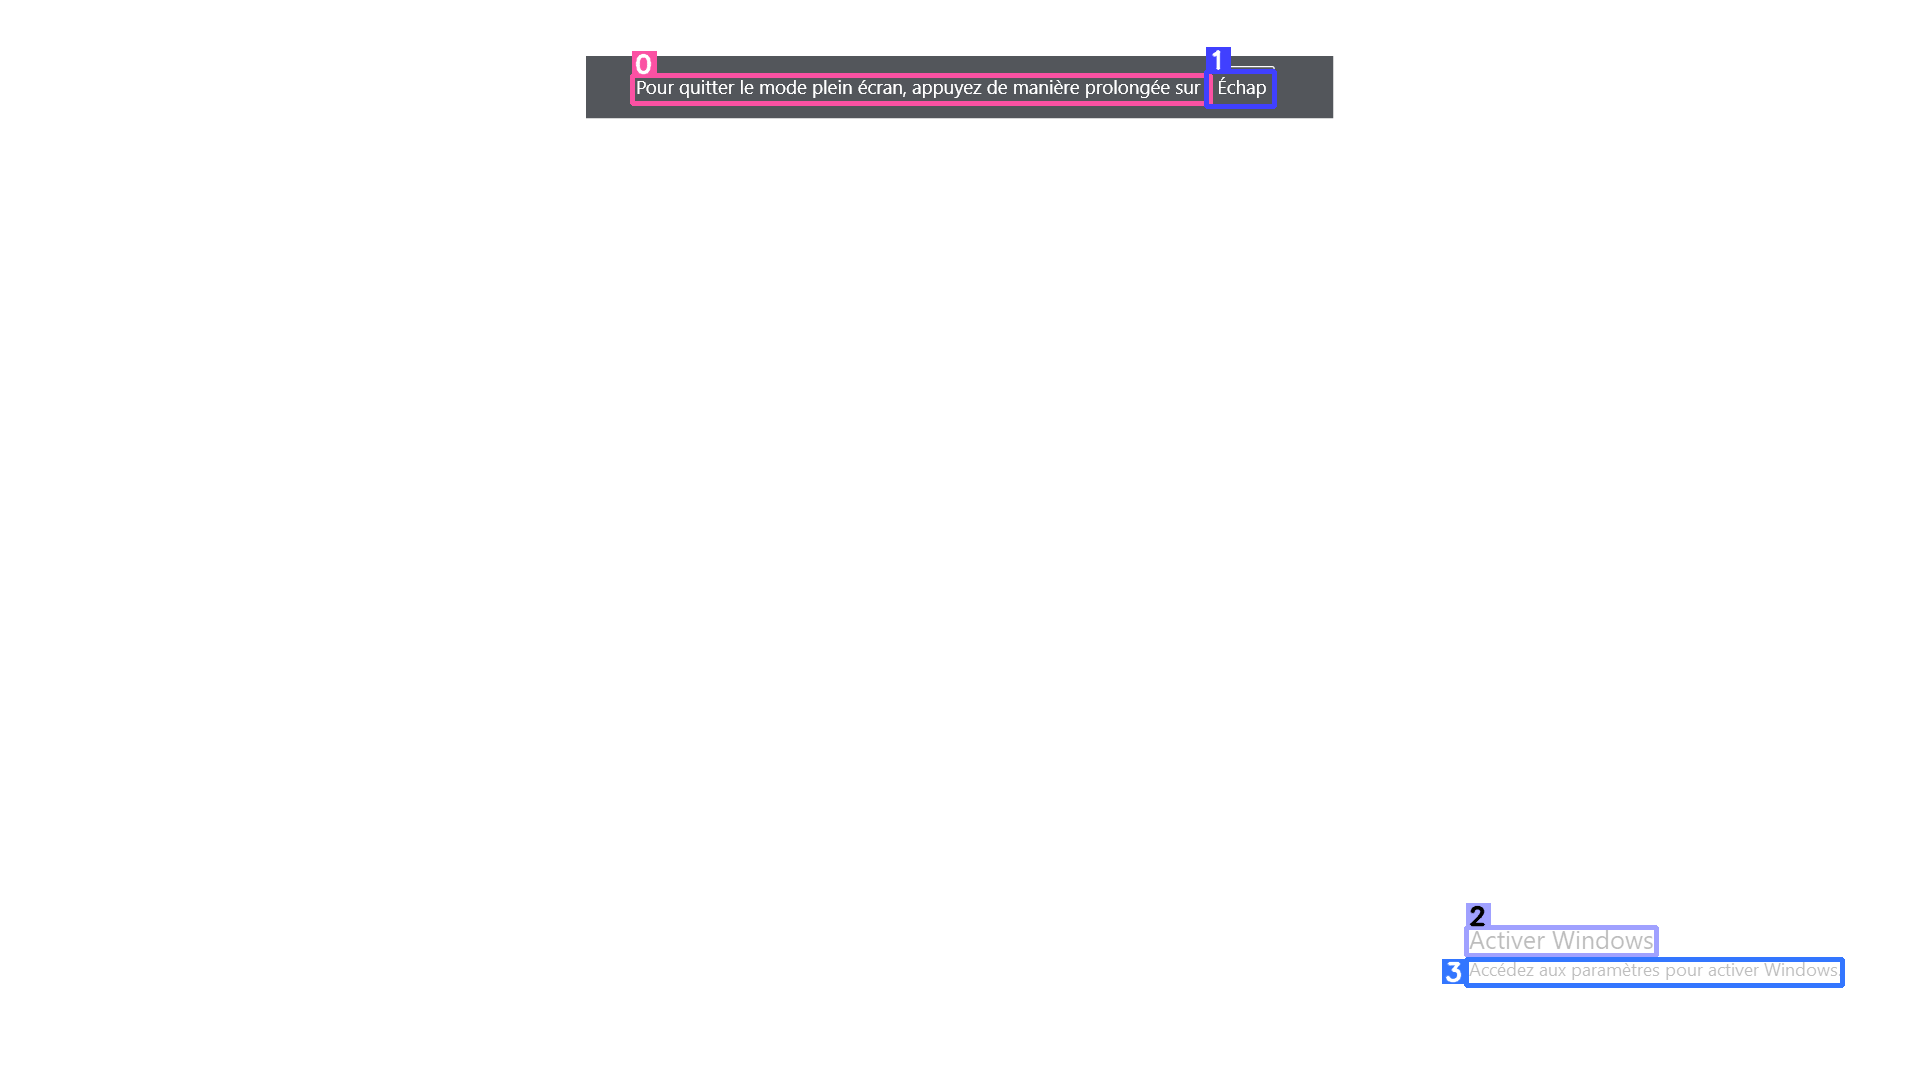 Pour quitter le mode plein écran, appuyez de manière prolongée sur Échap
Activer Windows
Accédez aux paramètres pour activer Windows.
0
1
2
3